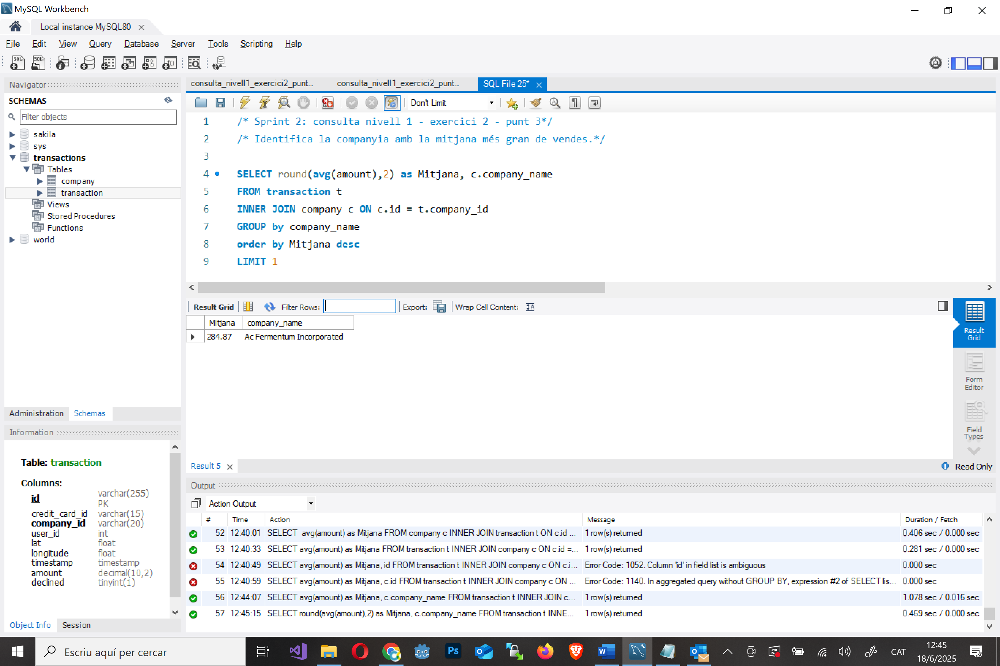 MySQL Workbench
Local instance MySQL80
File Edit View Query Database Server Tools Scripting Help
Navigator
SCHEMAS
Filter objects
sakila
sys
transactions
Tables
company
transaction
Views
Stored Procedures
Functions
world
Administration Schemas
Information
Table: transaction
Columns:
id varchar(255) PK
credit_card_id varchar(15)
company_id varchar(20)
user_id int
lat float
longitude float
timestamp timestamp
amount decimal(10,2)
declined tinyint(1)
Object Info Session
consulta_nivell1_exercici2_punt... consulta_nivell1_exercici2_punt... SQL File 25*
Don't Limit
1 /* Sprint 2: consulta nivell 1 - exercici 2 - punt 3*/
2 /* Identifica la companyia amb la mitjana més gran de vendes.*/
3
4 SELECT round(avg(amount),2) as Mitjana, c.company_name
5 FROM transaction t
6 INNER JOIN company c ON c.id = t.company_id
7 GROUP by company_name
8 order by Mitjana desc
9 LIMIT 1
Result Grid Filter Rows: Export: Wrap Cell Content:
Mitjana company_name
284.87 Ac Fermentum Incorporated
Result Grid
Form Editor
Field Types
Result 5
Read Only
Output
Action Output
# Time Action Message Duration / Fetch
52 12:40:01 SELECT avg(amount) as Mitjana FROM company c INNER JOIN transaction t ON c.id ... 1 row(s) returned 0.406 sec / 0.000 sec
53 12:40:33 SELECT avg(amount) as Mitjana FROM transaction t INNER JOIN company c ON c.id =... 1 row(s) returned 0.281 sec / 0.000 sec
54 12:40:49 SELECT avg(amount) as Mitjana, id FROM transaction t INNER JOIN company c ON c.i... Error Code: 1052. Column 'id' in field list is ambiguous 0.000 sec
55 12:40:59 SELECT avg(amount) as Mitjana, c.id FROM transaction t INNER JOIN company c ON ... Error Code: 1140. In aggregated query without GROUP BY, expression #2 of SELECT lis... 0.000 sec
56 12:44:07 SELECT avg(amount) as Mitjana, c.company_name FROM transaction t INNER JOIN c... 1 row(s) returned 1.078 sec / 0.016 sec
57 12:45:15 SELECT round(avg(amount),2) as Mitjana, c.company_name FROM transaction t INNE... 1 row(s) returned 0.469 sec / 0.000 sec
Escriu aquí per cercar
CAT
12:45
18/6/2025